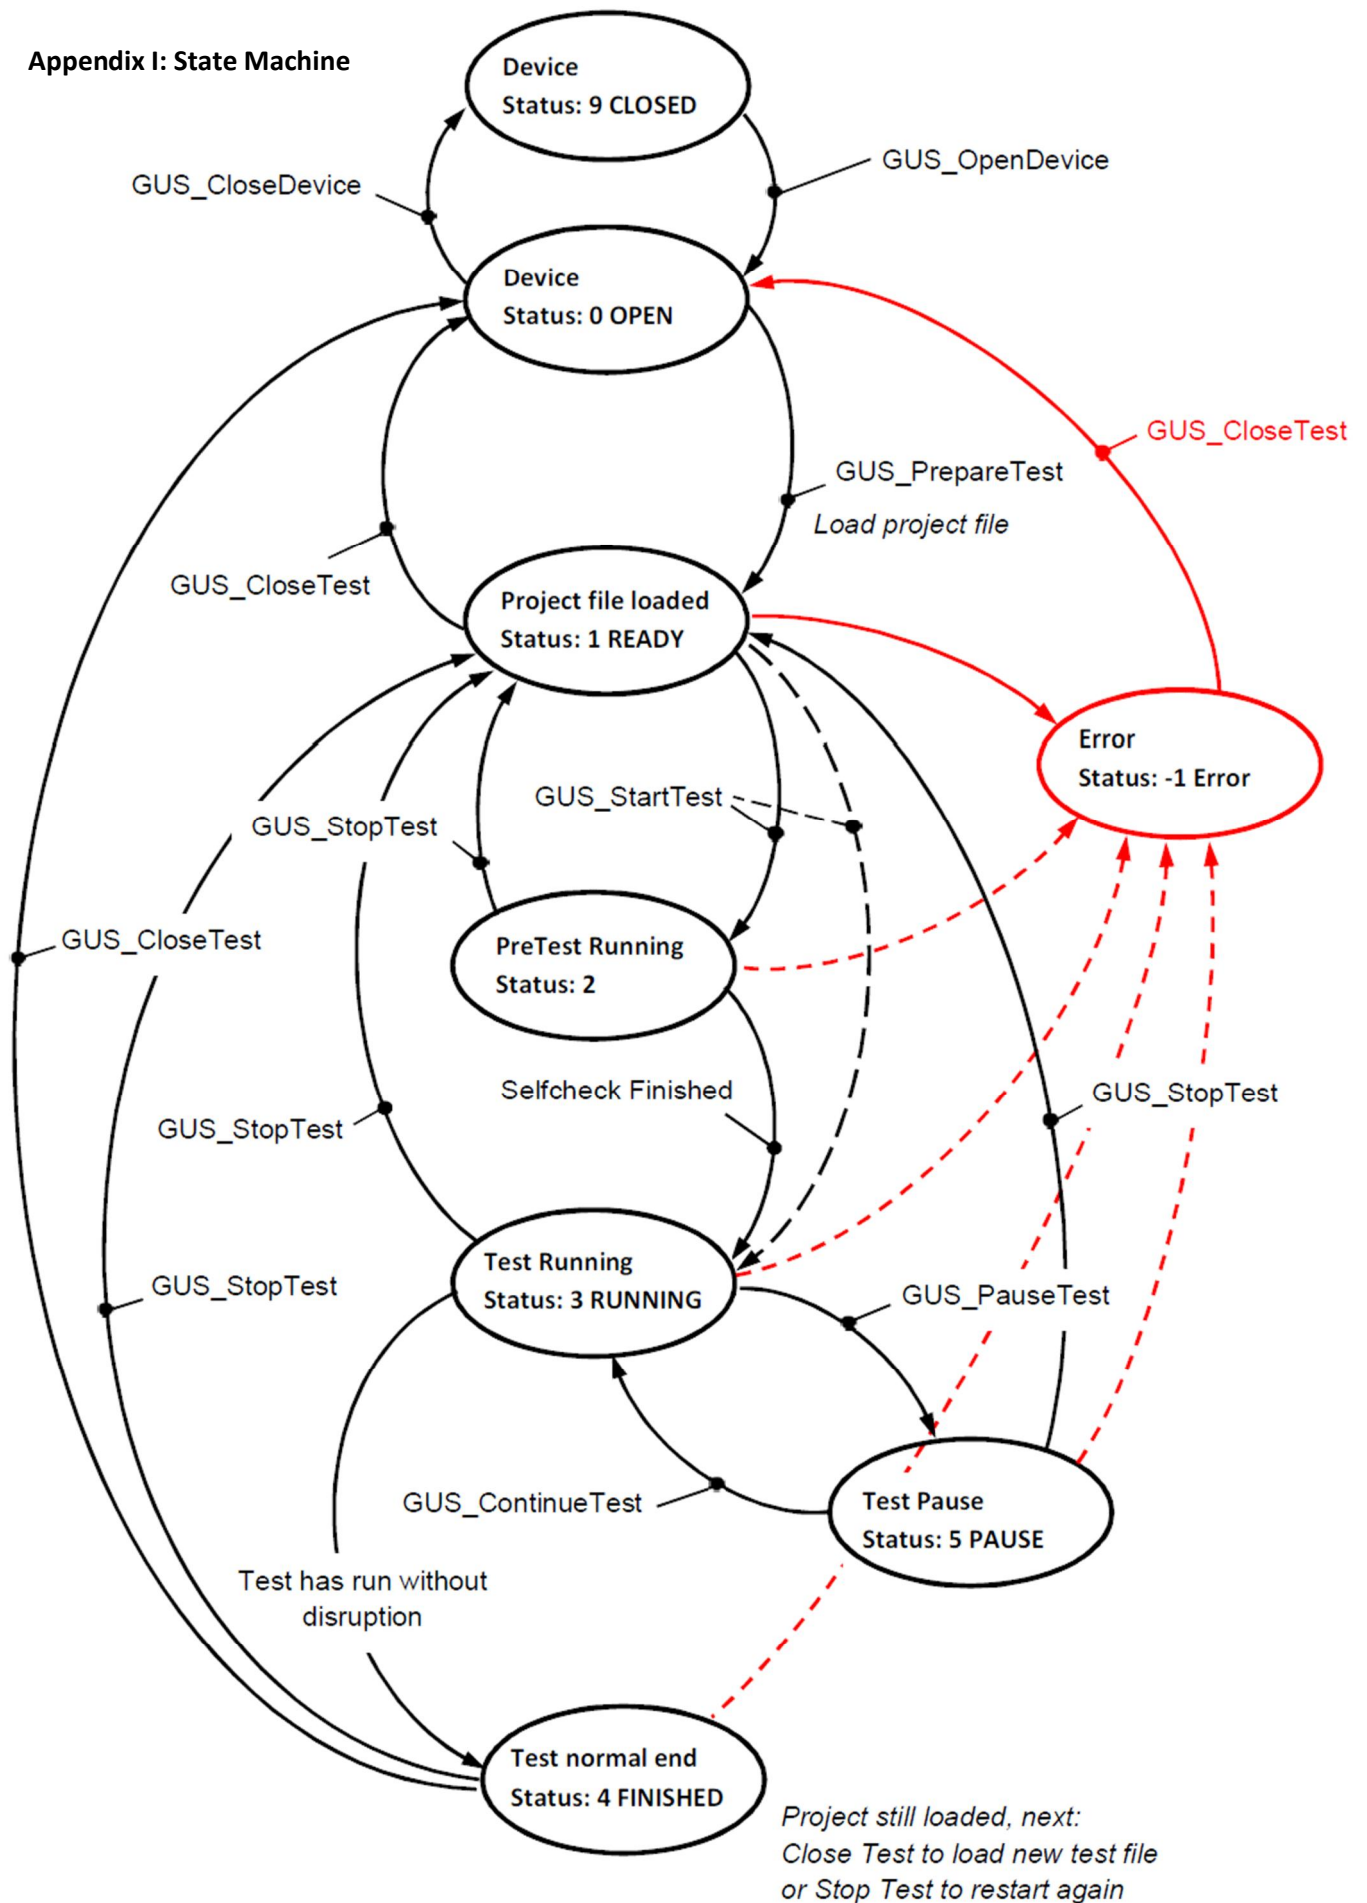 Appendix I: State Machine
Device
Status: 9 CLOSED
GUS_OpenDevice
GUS_CloseDevice
Device
Status: 0 OPEN
GUS_CloseTest
GUS_PrepareTest
Load project file
GUS_CloseTest
Project file loaded
Status: 1 READY
Error
Status: -1 Error
GUS_StartTest
GUS_StopTest
GUS_CloseTest
PreTest Running
Status: 2
Selfcheck Finished
GUS_StopTest
GUS_StopTest
Test Running
Status: 3 RUNNING
GUS_StopTest
GUS_PauseTest
GUS_ContinueTest
Test Pause
Status: 5 PAUSE
Test has run without
disruption
Test normal end
Status: 4 FINISHED
Project still loaded, next:
Close Test to load new test file
or Stop Test to restart again